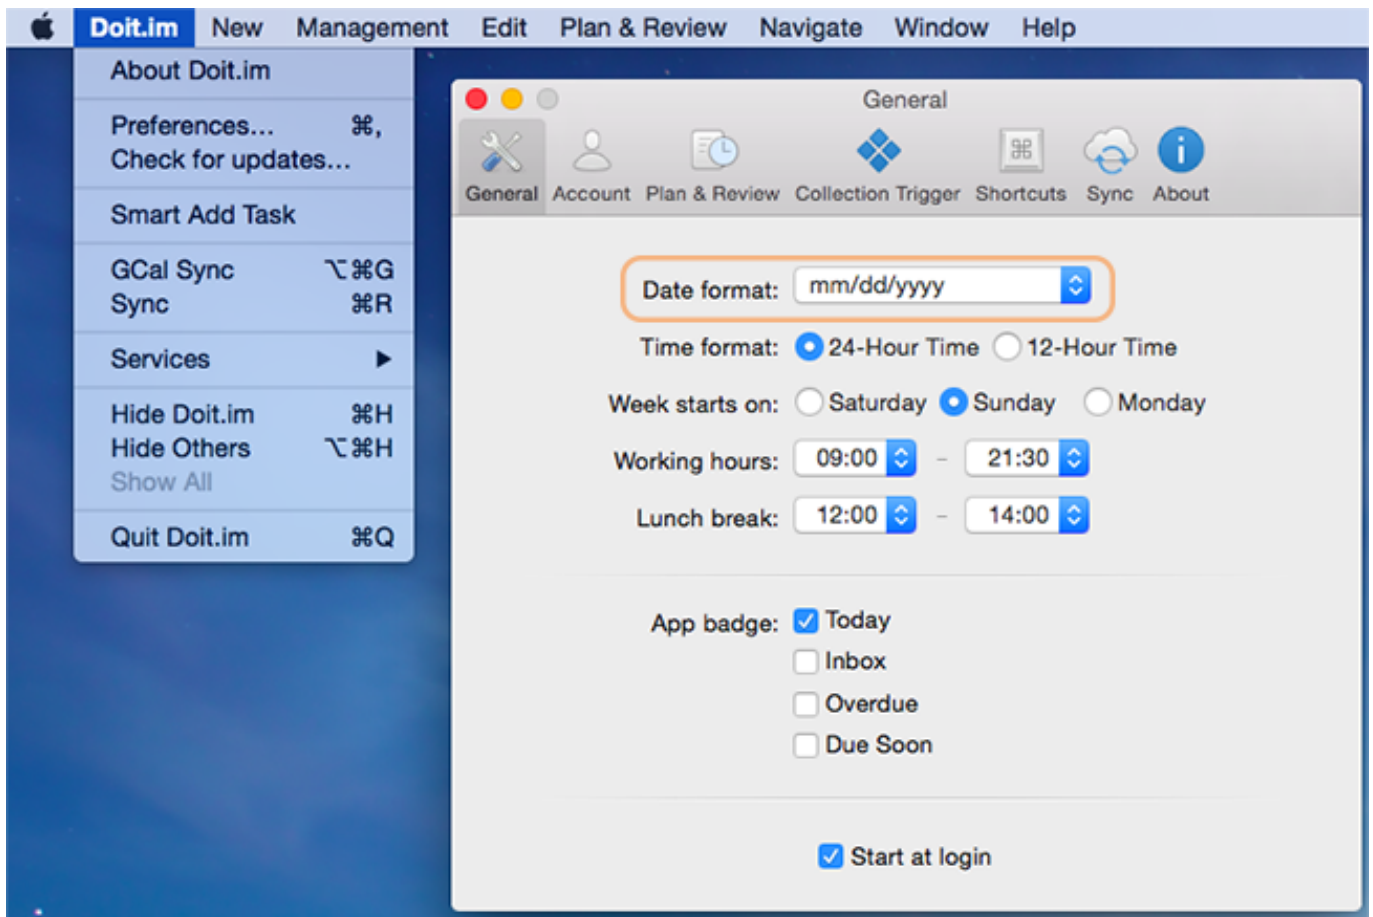 Doit.im New Management Edit Plan & Review Navigate Window Help
About Doit.im
Preferences... ⌘,
Check for updates...
Smart Add Task
GCal Sync ⌥⌘G
Sync ⌘R
Services ▶
Hide Doit.im ⌘H
Hide Others ⌥⌘H
Show All
Quit Doit.im ⌘Q
General
General Account Plan & Review Collection Trigger Shortcuts Sync About
Date format: mm/dd/yyyy
Time format: 24-Hour Time 12-Hour Time
Week starts on: Saturday Sunday Monday
Working hours: 09:00 - 21:30
Lunch break: 12:00 - 14:00
App badge: Today
Inbox
Overdue
Due Soon
Start at login